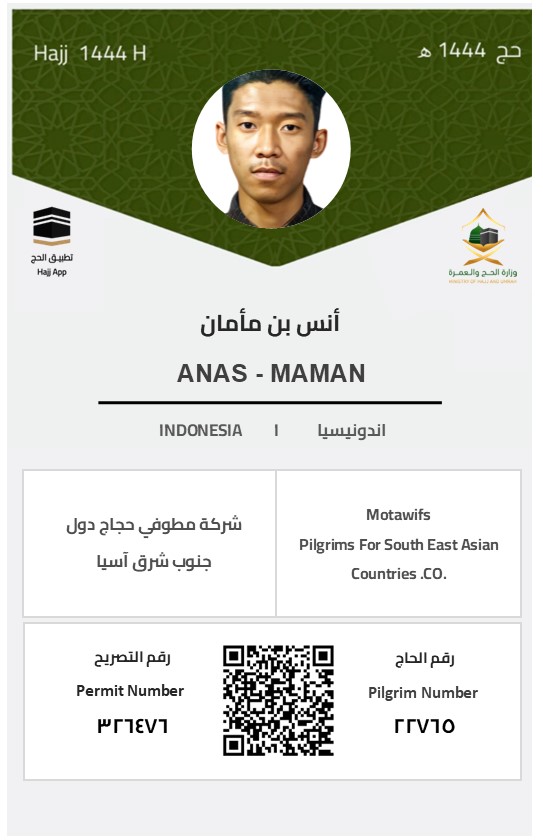 Hajj 1444 H
حج 1444 هـ
تطبيق الحج
Hajj App
وزارة الحج والعمرة
MINISTRY OF HAJJ AND UMRAH
أنس بن مأمان
ANAS - MAMAN
INDONESIA | اندونيسيا
شركة مطوفي حجاج دول
جنوب شرق آسيا
Motawifs
Pilgrims For South East Asian
Countries .CO.
رقم التصريح
Permit Number
٣٢٦٤٧٦
رقم الحاج
Pilgrim Number
٢٢٧٦٥